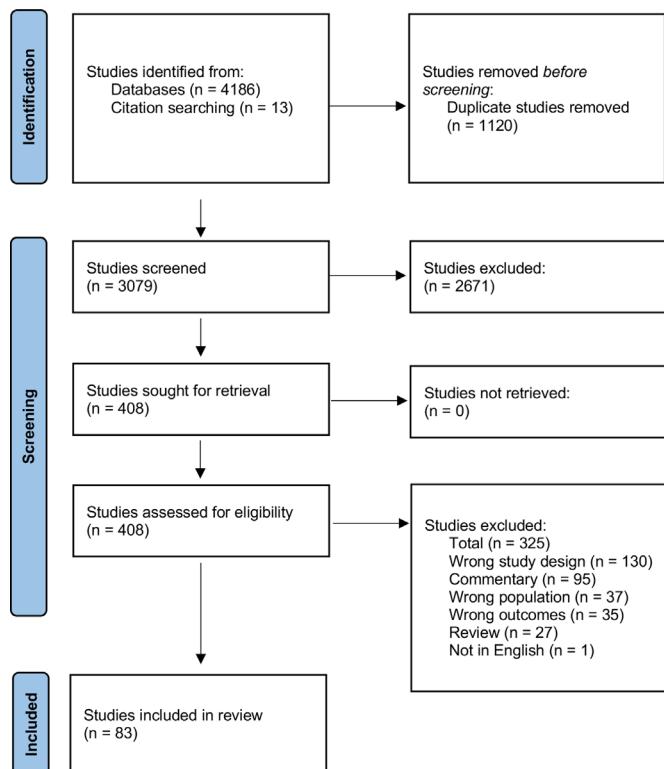 Identification
Studies identified from:
Databases (n = 4186)
Citation searching (n = 13)
Studies removed before
screening:
Duplicate studies removed
(n = 1120)
Screening
Studies screened
(n = 3079)
Studies excluded:
(n = 2671)
Studies sought for retrieval
(n = 408)
Studies not retrieved:
(n = 0)
Studies assessed for eligibility
(n = 408)
Studies excluded:
Total (n = 325)
Wrong study design (n = 130)
Commentary (n = 95)
Wrong population (n = 37)
Wrong outcomes (n = 35)
Review (n = 27)
Not in English (n = 1)
Included
Studies included in review
(n = 83)